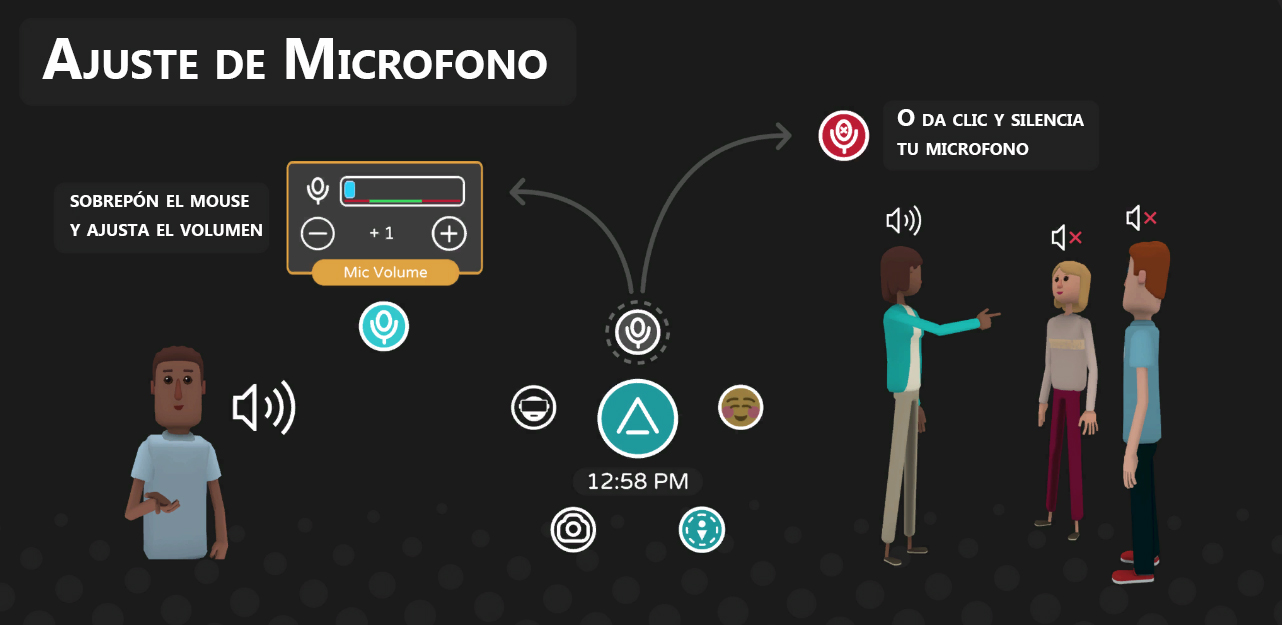 AJUSTE DE MICROFONO
O DA CLIC Y SILENCIA
TU MICROFONO
SOBREPÓN EL MOUSE
Y AJUSTA EL VOLUMEN
+ 1
Mic Volume
12:58 PM